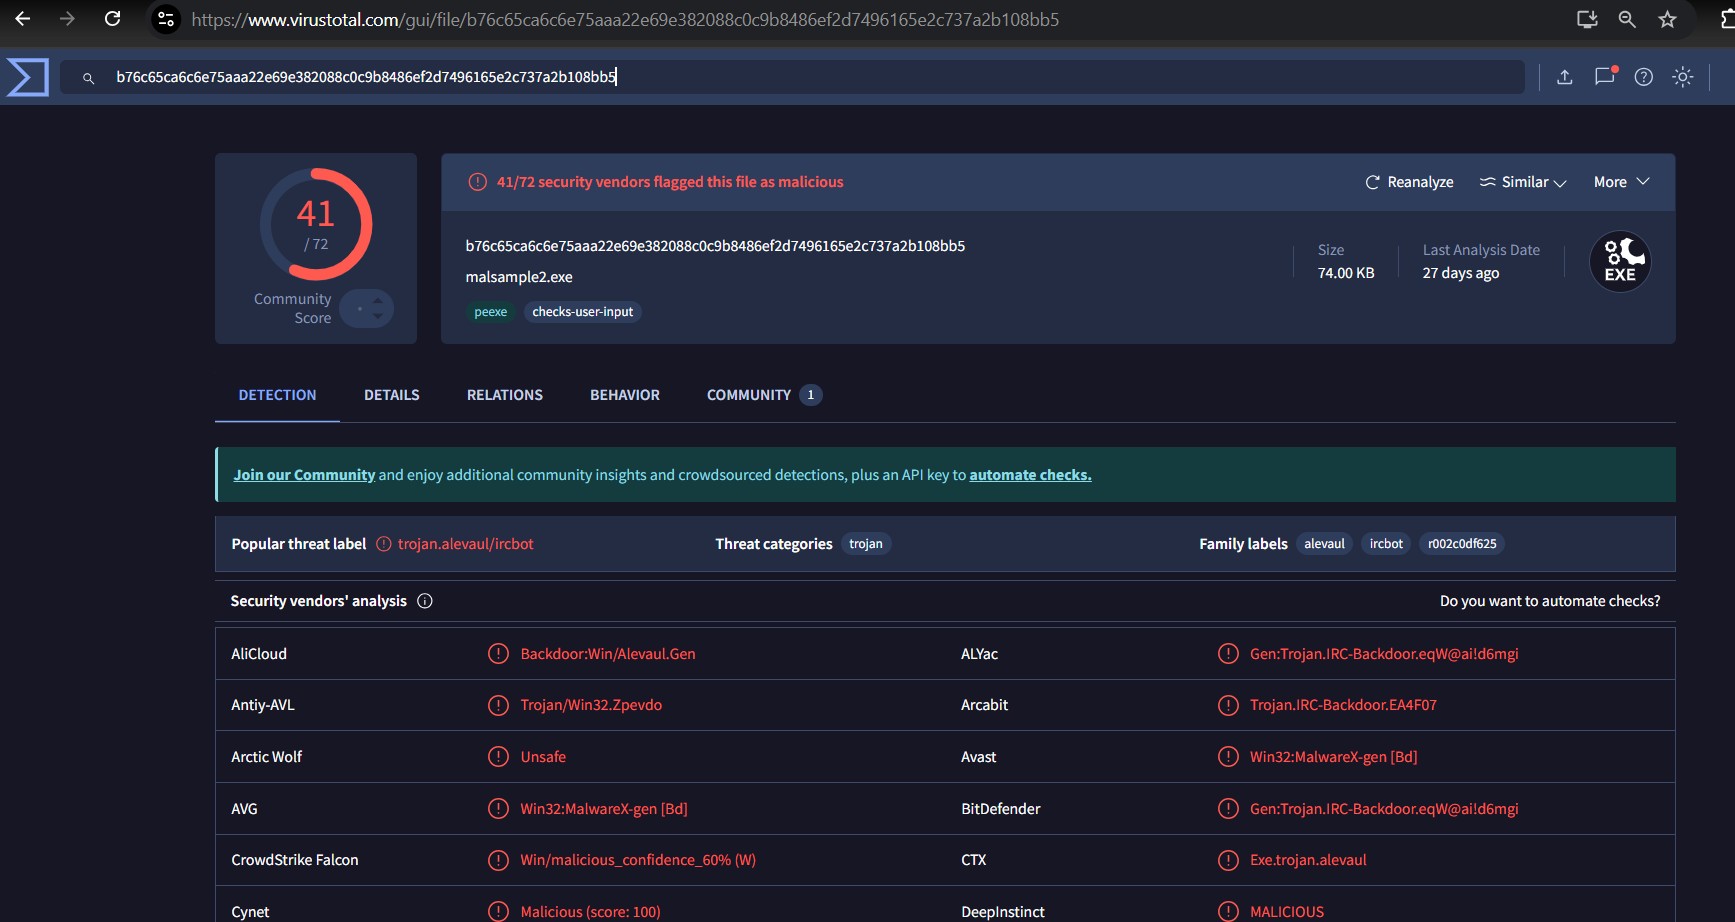 https://www.virustotal.com/gui/file/b76c65ca6c6e75aaa22e69e382088c0c9b8486ef2d7496165e2c737a2b108bb5
b76c65ca6c6e75aaa22e69e382088c0c9b8486ef2d7496165e2c737a2b108bb5
41
/ 72
Community
Score
41/72 security vendors flagged this file as malicious
Reanalyze
Similar
More
b76c65ca6c6e75aaa22e69e382088c0c9b8486ef2d7496165e2c737a2b108bb5
malsample2.exe
peexe
checks-user-input
Size
74.00 KB
Last Analysis Date
27 days ago
EXE
DETECTION
DETAILS
RELATIONS
BEHAVIOR
COMMUNITY 1
Join our Community and enjoy additional community insights and crowdsourced detections, plus an API key to automate checks.
Popular threat label trojan.alevaul/ircbot
Threat categories trojan
Family labels alevaul ircbot r002c0df625
Security vendors' analysis
Do you want to automate checks?
AliCloud Backdoor:Win/Alevaul.Gen
ALYac Gen:Trojan.IRC-Backdoor.eqW@ai!d6mgi
Antiy-AVL Trojan/Win32.Zpevdo
Arcabit Trojan.IRC-Backdoor.EA4F07
Arctic Wolf Unsafe
Avast Win32:MalwareX-gen [Bd]
AVG Win32:MalwareX-gen [Bd]
BitDefender Gen:Trojan.IRC-Backdoor.eqW@ai!d6mgi
CrowdStrike Falcon Win/malicious_confidence_60% (W)
CTX Exe.trojan.alevaul
Cynet Malicious (score: 100)
DeepInstinct MALICIOUS